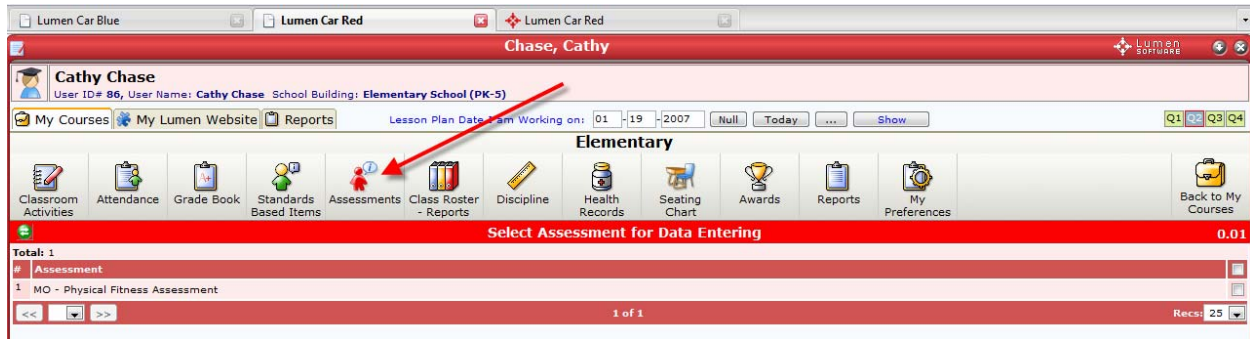 Lumen Car Blue Lumen Car Red Lumen Car Red
Chase, Cathy Lumen SOFTWARE
Cathy Chase
User ID# 86, User Name: Cathy Chase School Building: Elementary School (PK-5)
My Courses My Lumen Website Reports Lesson Plan Date I am Working on: 01 -19 -2007 Null Today ... Show Q1 Q2 Q3 Q4
Elementary
Classroom Activities Attendance Grade Book Standards Based Items Assessments Class Roster - Reports Discipline Health Records Seating Chart Awards Reports My Preferences Back to My Courses
Select Assessment for Data Entering 0.01
Total: 1
# Assessment
1 MO - Physical Fitness Assessment
<< >> 1 of 1 Recs: 25